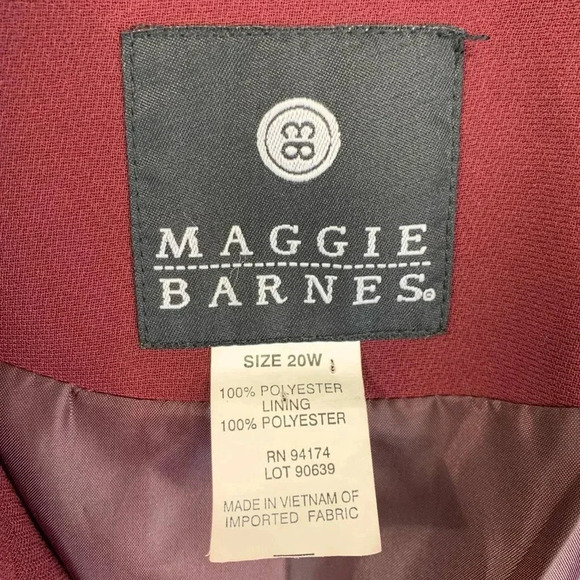 MAGGIE
BARNES®
SIZE 20W
100% POLYESTER
LINING
100% POLYESTER
RN 94174
LOT 90639
MADE IN VIETNAM OF
IMPORTED FABRIC